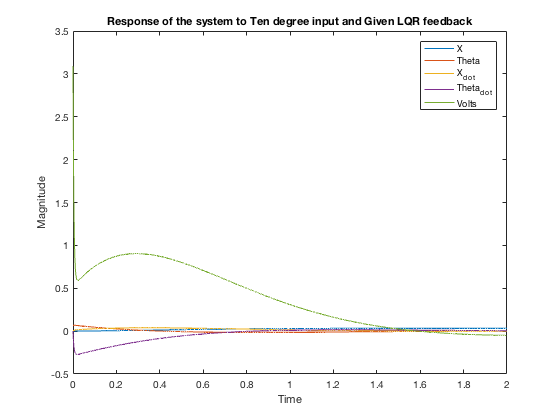 Response of the system to Ten degree input and Given LQR feedback
3.5
3
2.5
2
1.5
1
0.5
0
-0.5
Magnitude
0
0.2
0.4
0.6
0.8
1
1.2
1.4
1.6
1.8
2
Time
X
Theta
X_dot
Theta_dot
Volts